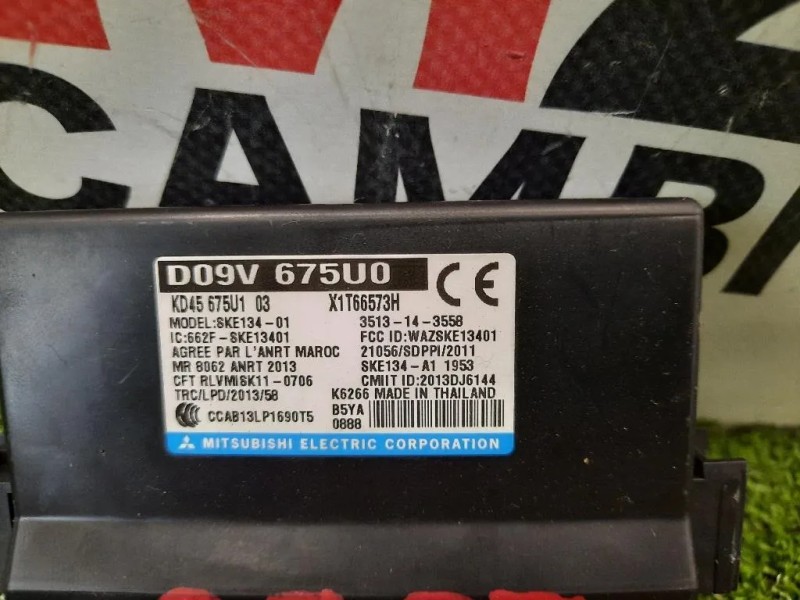 CAMBI
D09V 675U0
CE
KD45 675U1 03 X1T66573H
MODEL:SKE134-01 3513-14-3558
IC:662F-SKE13401 FCC ID:WAZSKE13401
AGREE PAR L'ANRT MAROC 21056/SDPPI/2011
MR 8062 ANRT 2013 SKE134-A1 1953
CFT RLVMISK11-0706 CMIIT ID:2013DJ6144
TRC/LPD/2013/58 K6266 MADE IN THAILAND
CCAB13LP1690T5 B5YA
0888
MITSUBISHI ELECTRIC CORPORATION